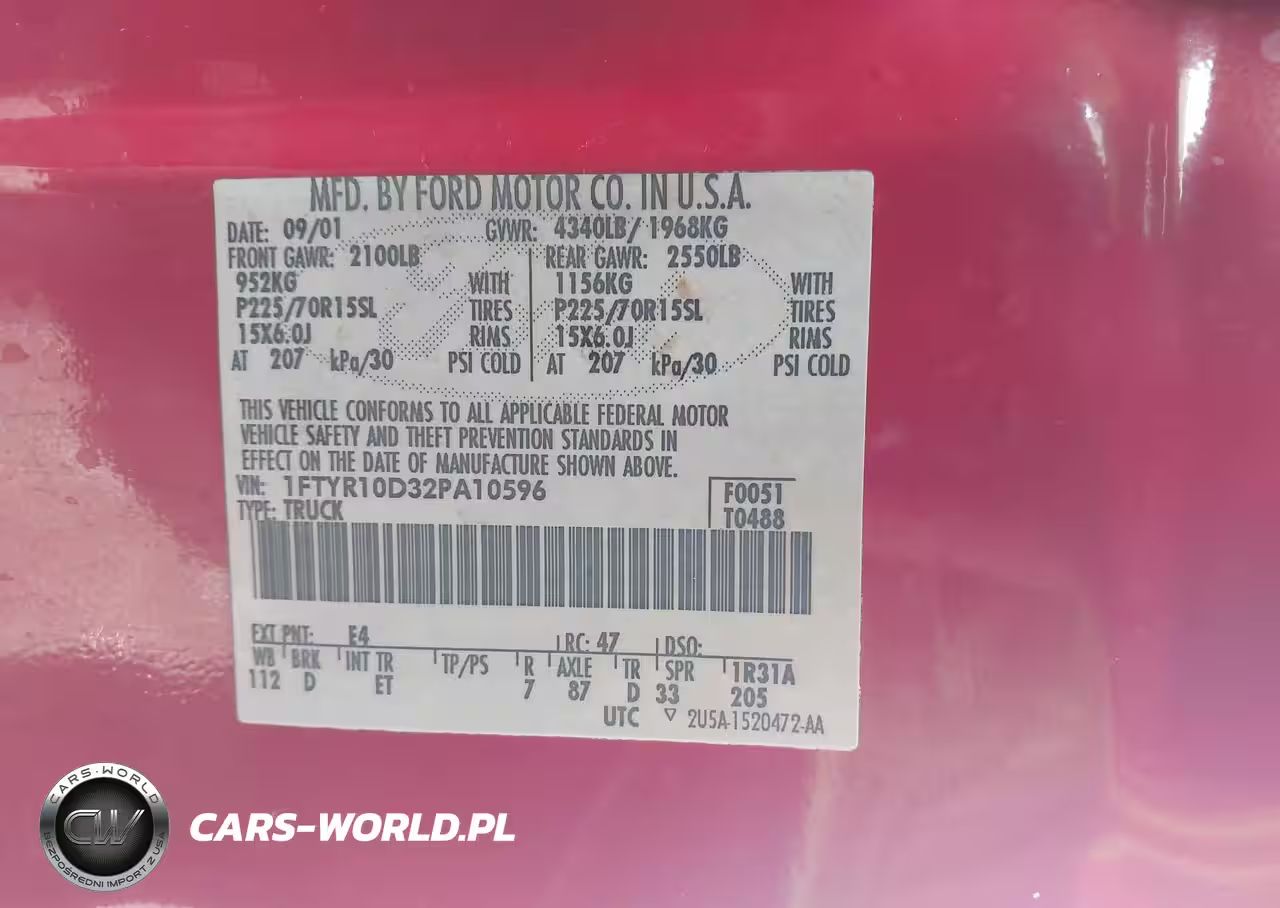 MFD. BY FORD MOTOR CO. IN U.S.A.
DATE: 09/01 GVWR: 4340LB/ 1968KG
FRONT GAWR: 2100LB REAR GAWR: 2550LB
952KG WITH 1156KG WITH
P225/70R15SL TIRES P225/70R15SL TIRES
15X6.0J RIMS 15X6.0J RIMS
AT 207 kPa/30 PSI COLD AT 207 kPa/30 PSI COLD
THIS VEHICLE CONFORMS TO ALL APPLICABLE FEDERAL MOTOR
VEHICLE SAFETY AND THEFT PREVENTION STANDARDS IN
EFFECT ON THE DATE OF MANUFACTURE SHOWN ABOVE.
VIN: 1FTYR10D32PA10596 F0051
TYPE: TRUCK T0488
EXT PNT: E4 RC: 47 DSO:
WB BRK INT TR TP/PS R AXLE TR SPR 1R31A
112 D ET 7 87 D 33 205
UTC ▽ 2U5A-1520472-AA
CARS-WORLD
CW
BEZPOŚREDNI IMPORT Z USA
CARS-WORLD.PL